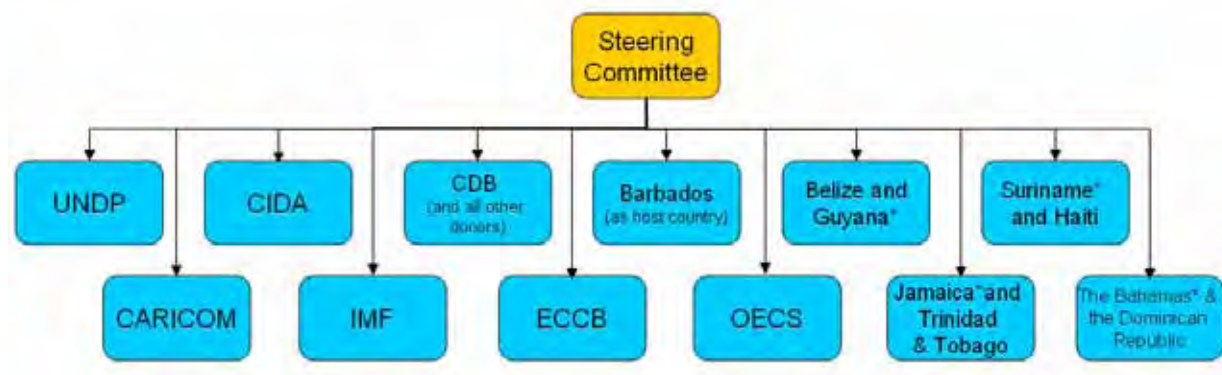 Steering
Committee
UNDP
CIDA
CDB
(and all other
donors)
Barbados
(as host country)
Belize and
Guyana*
Suriname*
and Haiti
CARICOM
IMF
ECCB
OECS
Jamaica*and
Trinidad
& Tobago
The Bahamas* &
the Dominican
Republic